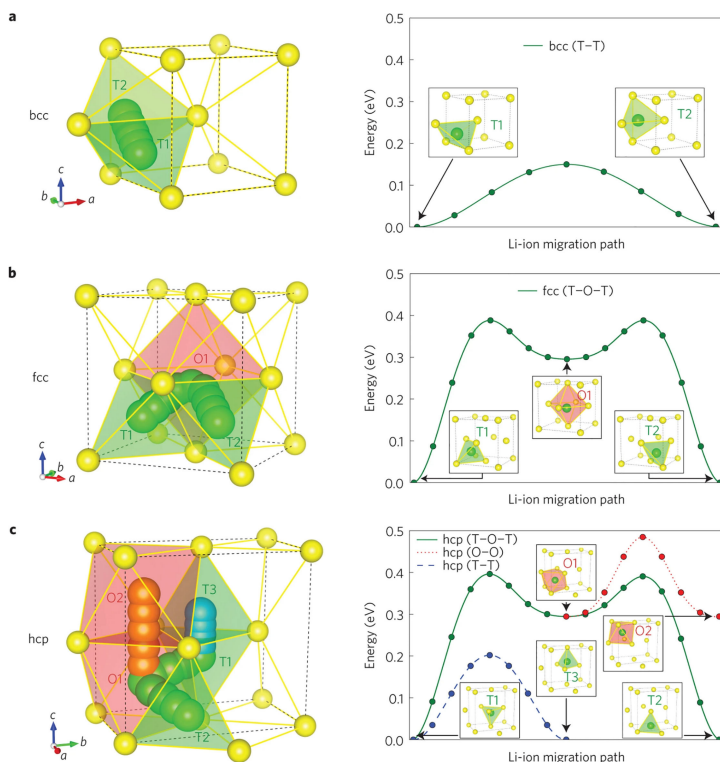 a
bcc
T2
T1
c
b
a
Energy (eV)
0.5
0.4
0.3
0.2
0.1
0
bcc (T–T)
T1
T2
Li-ion migration path
b
fcc
O1
T1
T2
c
b
a
Energy (eV)
0.5
0.4
0.3
0.2
0.1
0
fcc (T–O–T)
O1
T1
T2
Li-ion migration path
c
hcp
O2
T3
O1
T1
T2
c
b
a
Energy (eV)
0.5
0.4
0.3
0.2
0.1
0
hcp (T–O–T)
hcp (O–O)
hcp (T–T)
O1
O2
T3
T1
T2
Li-ion migration path